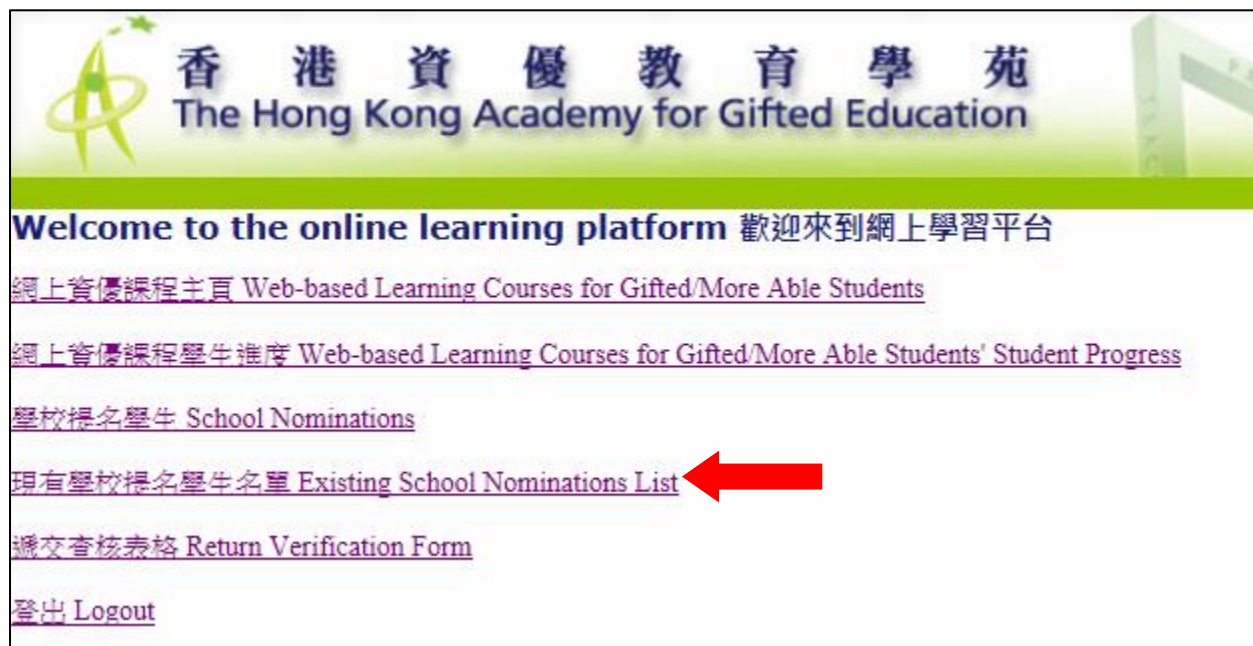 香港資優教育學苑
The Hong Kong Academy for Gifted Education
Welcome to the online learning platform 歡迎來到網上學習平台
網上資優課程主頁 Web-based Learning Courses for Gifted/More Able Students
網上資優課程學生進度 Web-based Learning Courses for Gifted/More Able Students' Student Progress
學校提名學生 School Nominations
現有學校提名學生名單 Existing School Nominations List
遞交查核表格 Return Verification Form
登出 Logout